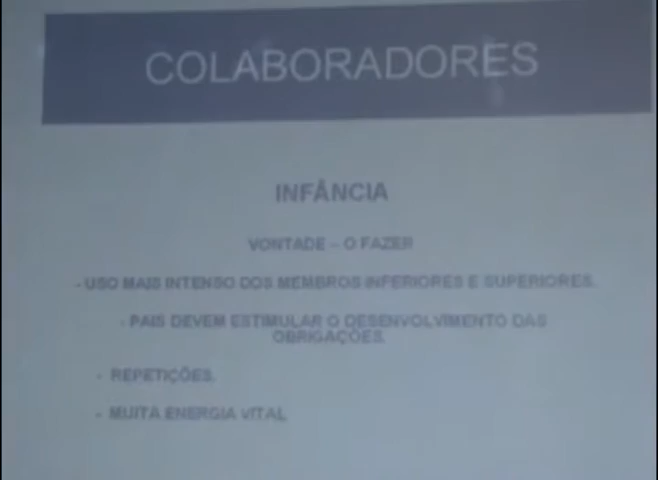 COLABORADORES
INFÂNCIA
VONTADE – O FAZER
- USO MAIS INTENSO DOS MEMBROS INFERIORES E SUPERIORES.
- PAIS DEVEM ESTIMULAR O DESENVOLVIMENTO DAS
OBRIGAÇÕES.
- REPETIÇÕES.
- MUITA ENERGIA VITAL